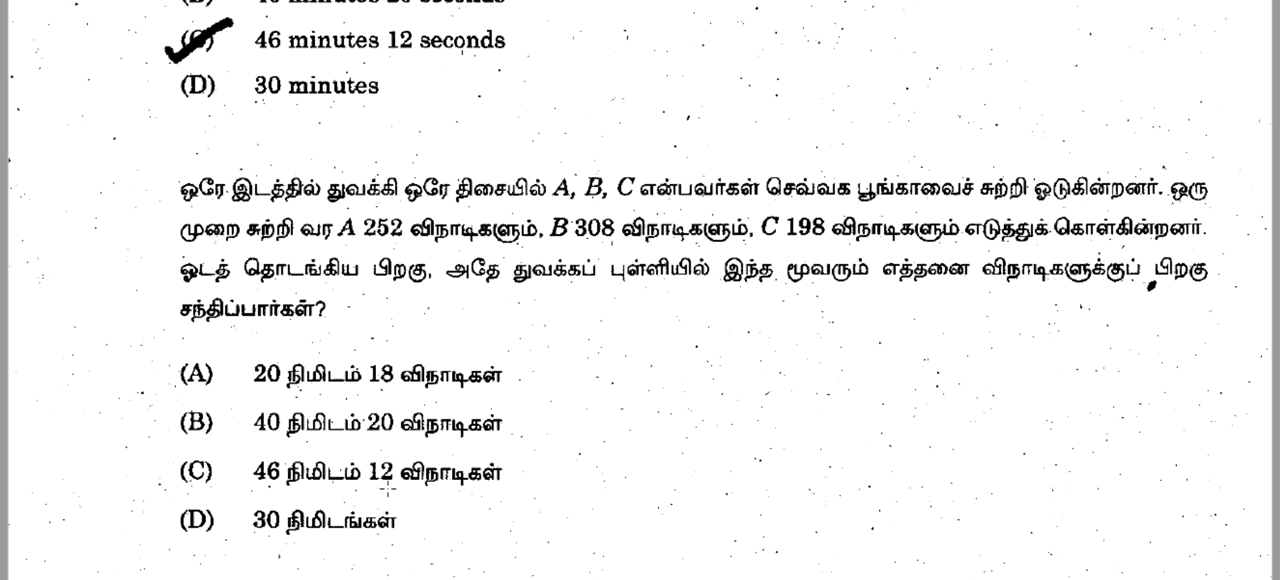 46 minutes 12 seconds
(D) 30 minutes
ஒரே இடத்தில் துவக்கி ஒரே திசையில் A, B, C என்பவர்கள் செவ்வக பூங்காவைச் சுற்றி ஓடுகின்றனர். ஒரு
முறை சுற்றி வர A 252 விநாடிகளும், B 308 விநாடிகளும், C 198 விநாடிகளும் எடுத்துக் கொள்கின்றனர்.
ஓடத் தொடங்கிய பிறகு, அதே துவக்கப் புள்ளியில் இந்த மூவரும் எத்தனை விநாடிகளுக்குப் பிறகு
சந்திப்பார்கள்?
(A) 20 நிமிடம் 18 விநாடிகள்
(B) 40 நிமிடம் 20 விநாடிகள்
(C) 46 நிமிடம் 12 விநாடிகள்
(D) 30 நிமிடங்கள்